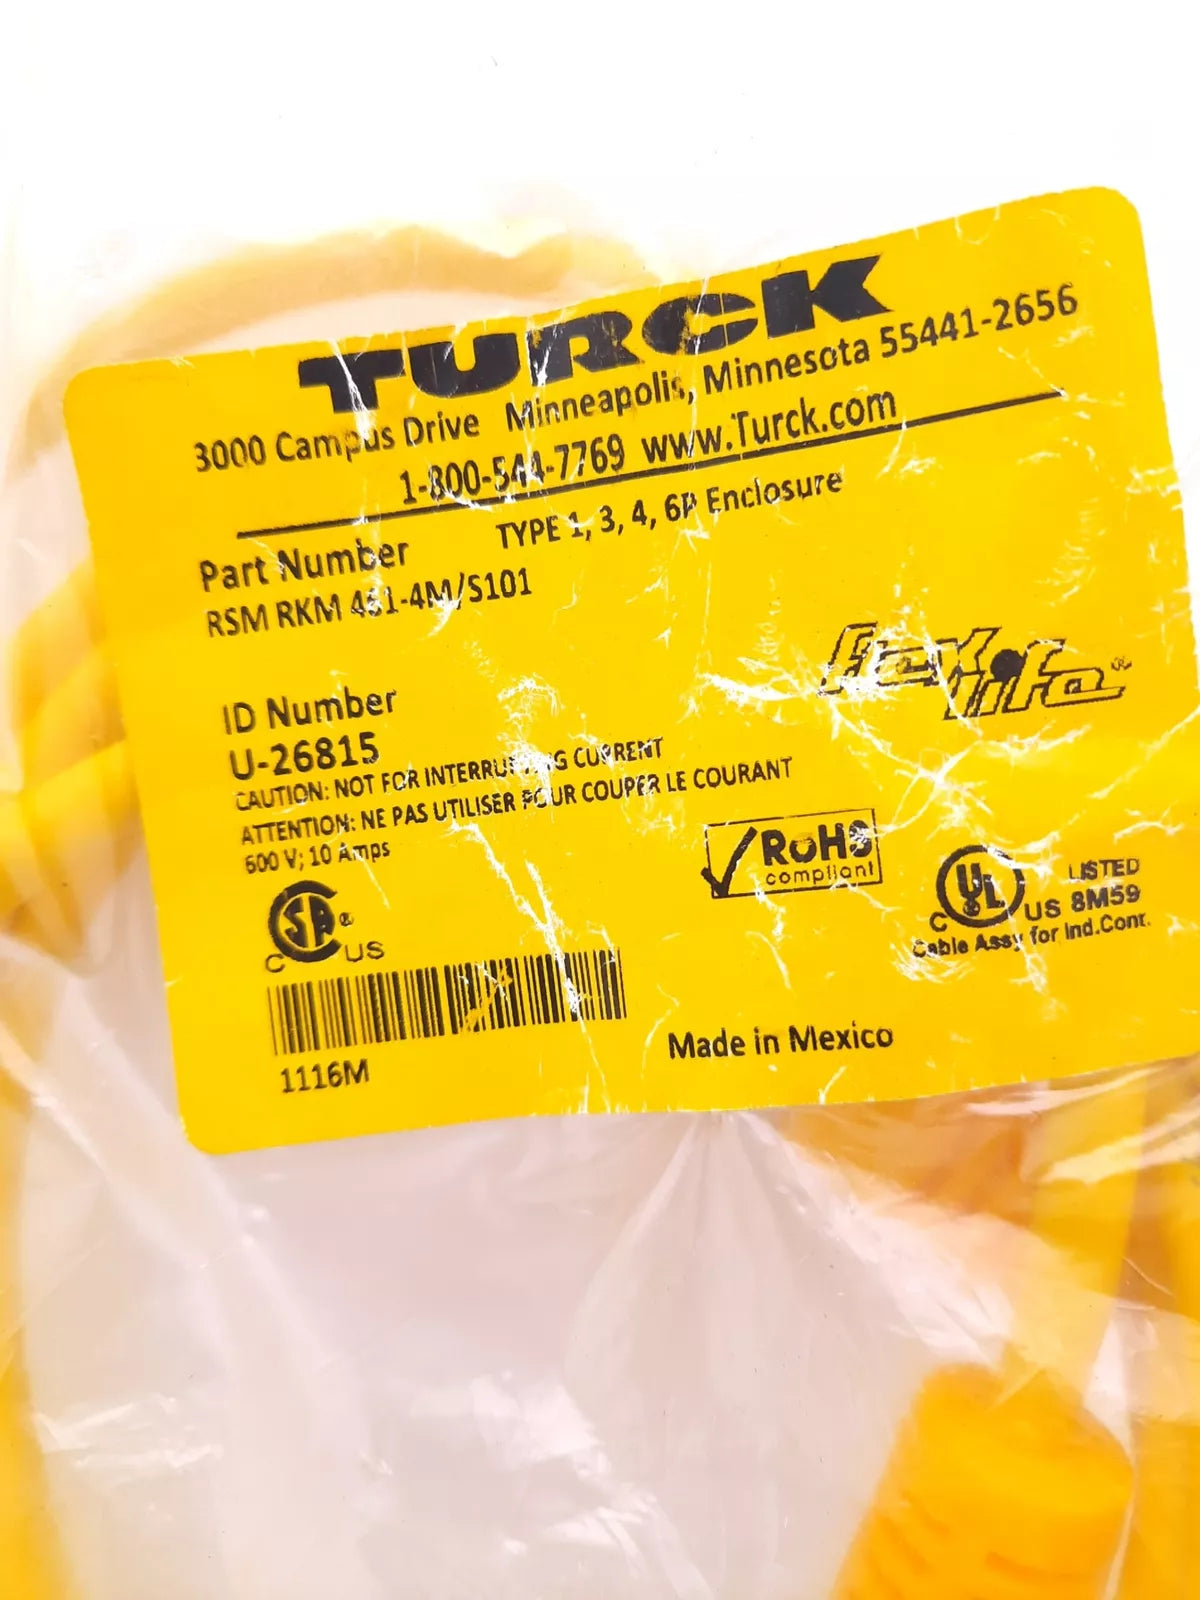 TURCK
3000 Campus Drive Minneapolis, Minnesota 55441-2656
1-800-544-7769 www.Turck.com
TYPE 1, 3, 4, 6P Enclosure
Part Number
RSM RKM 461-4M/S101
ID Number
U-26815
CAUTION: NOT FOR INTERRUPTING CURRENT
ATTENTION: NE PAS UTILISER POUR COUPER LE COURANT
600 V; 10 Amps
flexlife®
RoHS
compliant
C SA ® US
C UL US LISTED 8M59
Cable Assy for Ind.Cont.
1116M
Made in Mexico